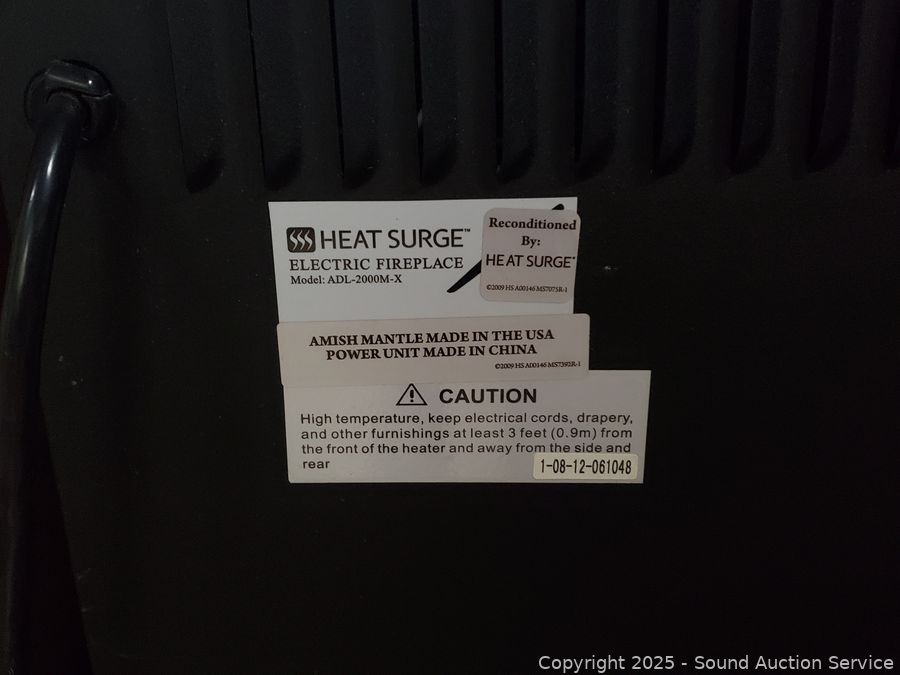 HEAT SURGE™
ELECTRIC FIREPLACE
Model: ADL-2000M-X
Reconditioned
By:
HEAT SURGE®
©2009 HS A00146 MS7075R-1
AMISH MANTLE MADE IN THE USA
POWER UNIT MADE IN CHINA
©2009 HS A00146 MS7392R-1
CAUTION
High temperature, keep electrical cords, drapery,
and other furnishings at least 3 feet (0.9m) from
the front of the heater and away from the side and
rear
1-08-12-061048
Copyright 2025 - Sound Auction Service